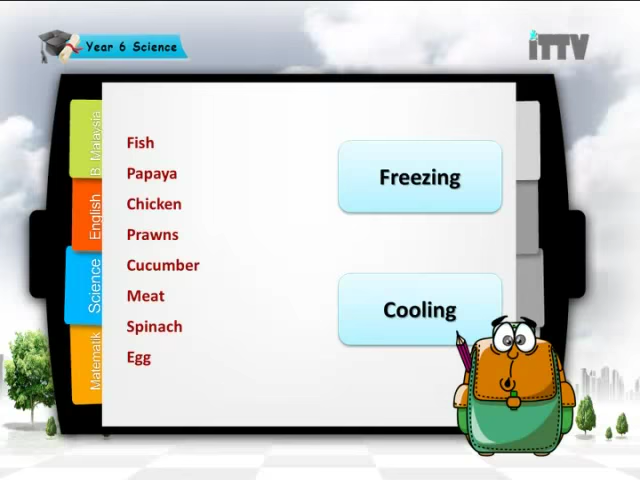 Year 6 Science
iTTV
B. Malaysia
English
Science
Matematik
Fish
Papaya
Chicken
Prawns
Cucumber
Meat
Spinach
Egg
Freezing
Cooling